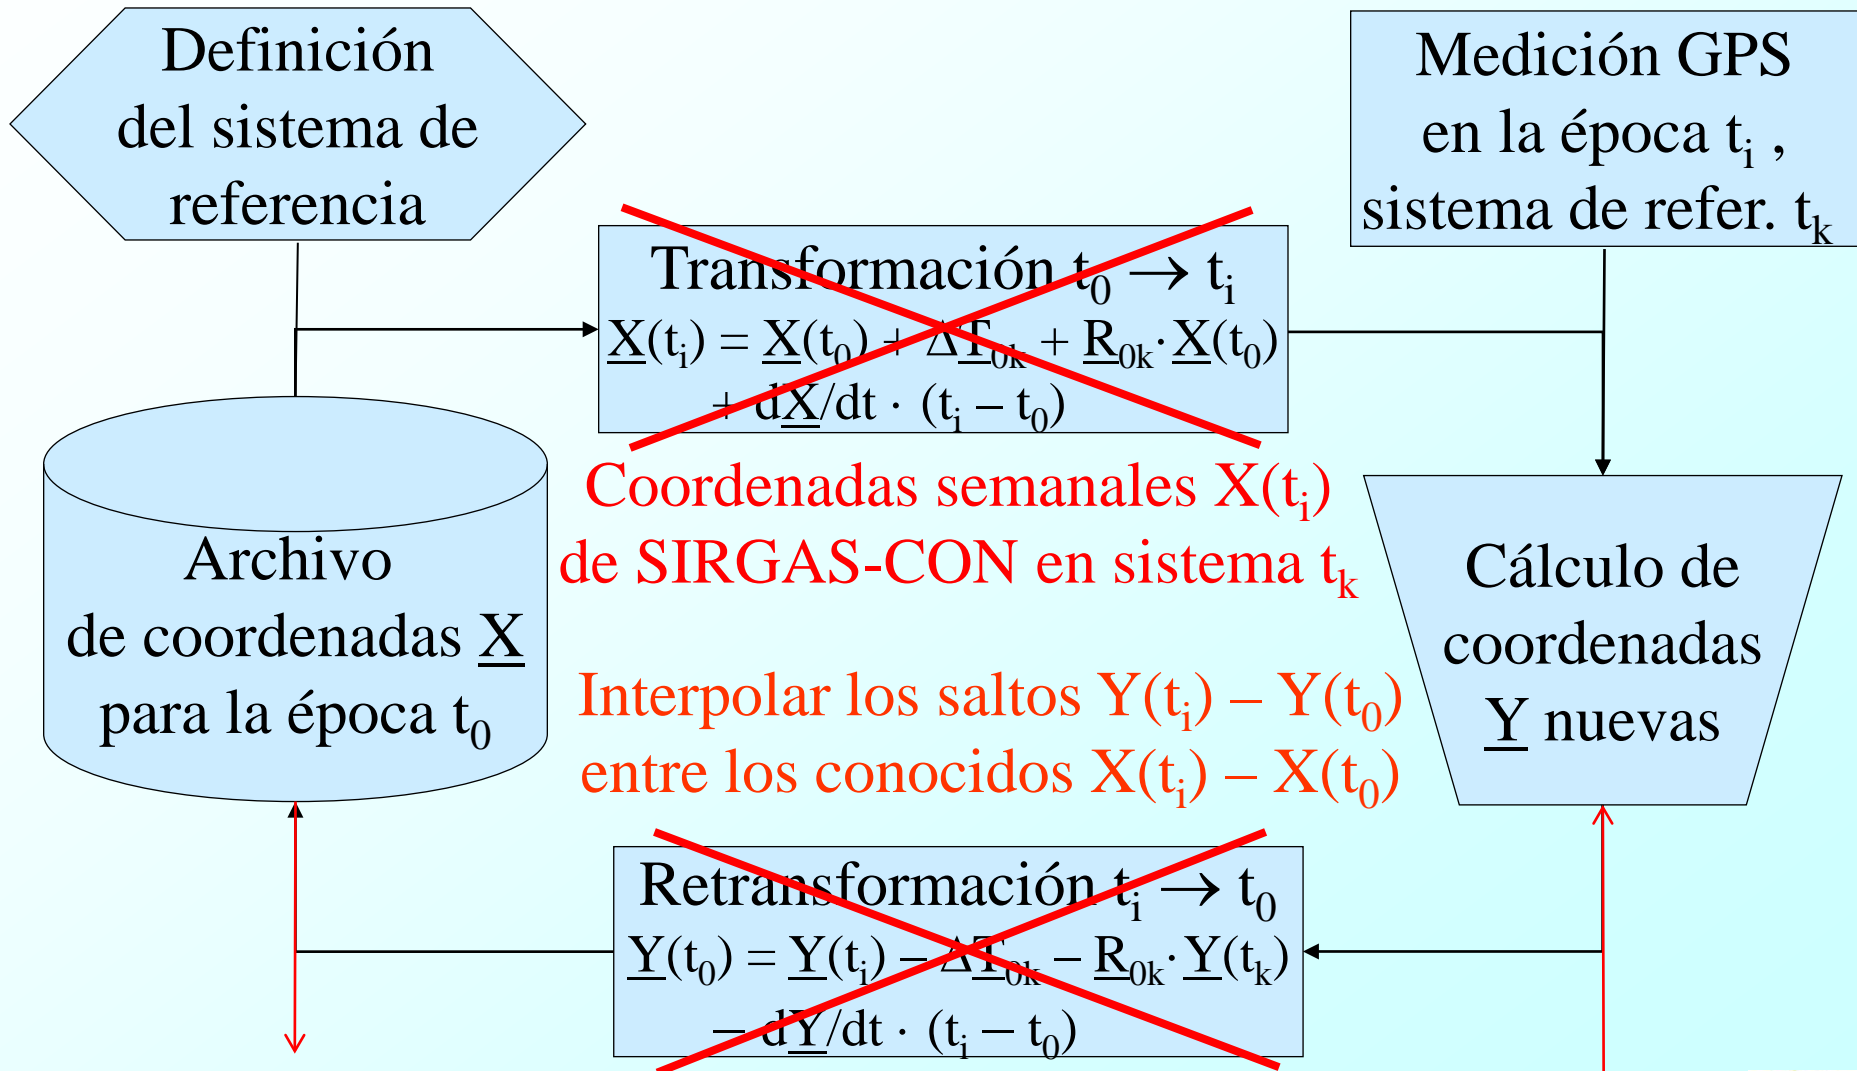 Definición
del sistema de
referencia
Medición GPS
en la época tᵢ ,
sistema de refer. tₖ
Transformación t₀ → tᵢ
X(tᵢ) = X(t₀) + ΔT₀ₖ + R₀ₖ· X(t₀)
+ dX/dt · (tᵢ – t₀)
Coordenadas semanales X(tᵢ)
de SIRGAS-CON en sistema tₖ
Archivo
de coordenadas X
para la época t₀
Cálculo de
coordenadas
Y nuevas
Interpolar los saltos Y(tᵢ) – Y(t₀)
entre los conocidos X(tᵢ) – X(t₀)
Retransformación tᵢ → t₀
Y(t₀) = Y(tᵢ) – ΔT₀ₖ – R₀ₖ· Y(tₖ)
– dY/dt · (tᵢ – t₀)